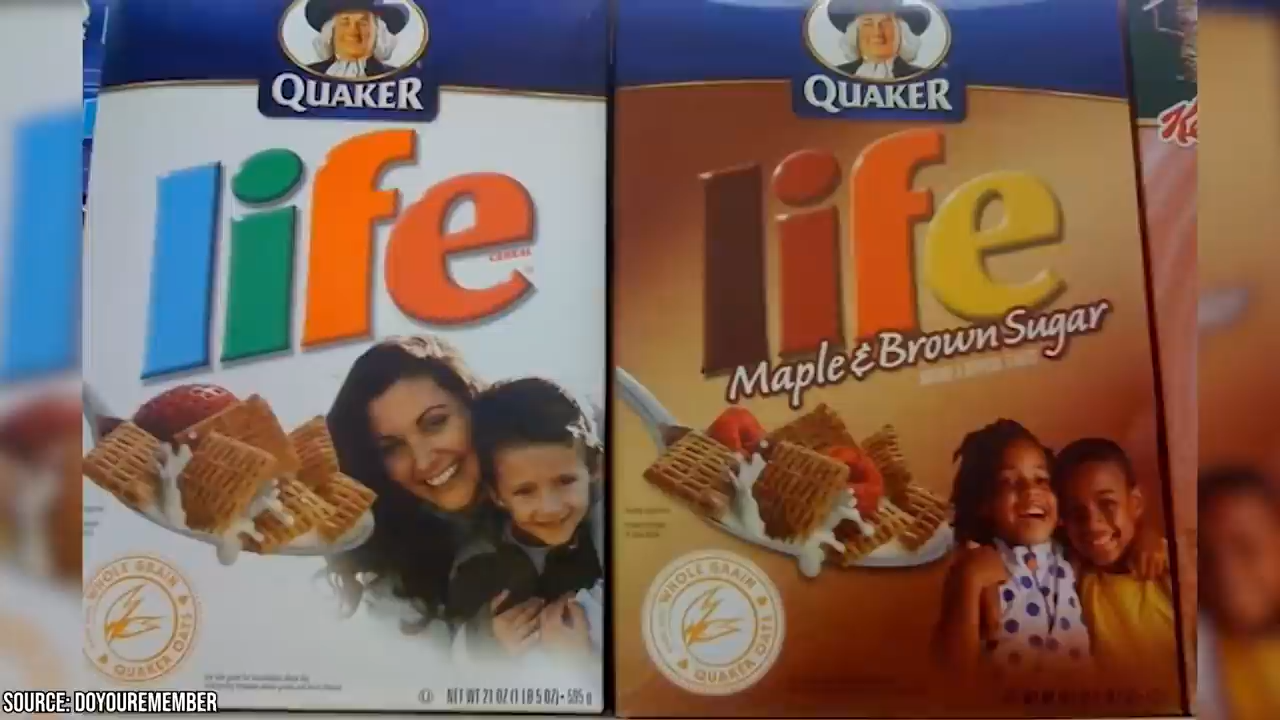 QUAKER
life
CEREAL
WHOLE GRAIN
QUAKER OATS
NET WT 21 OZ (1 LB 5 OZ) • 595 g
QUAKER
life
Maple & Brown Sugar
WHOLE GRAIN
QUAKER OATS
SOURCE: DOYOUREMEMBER